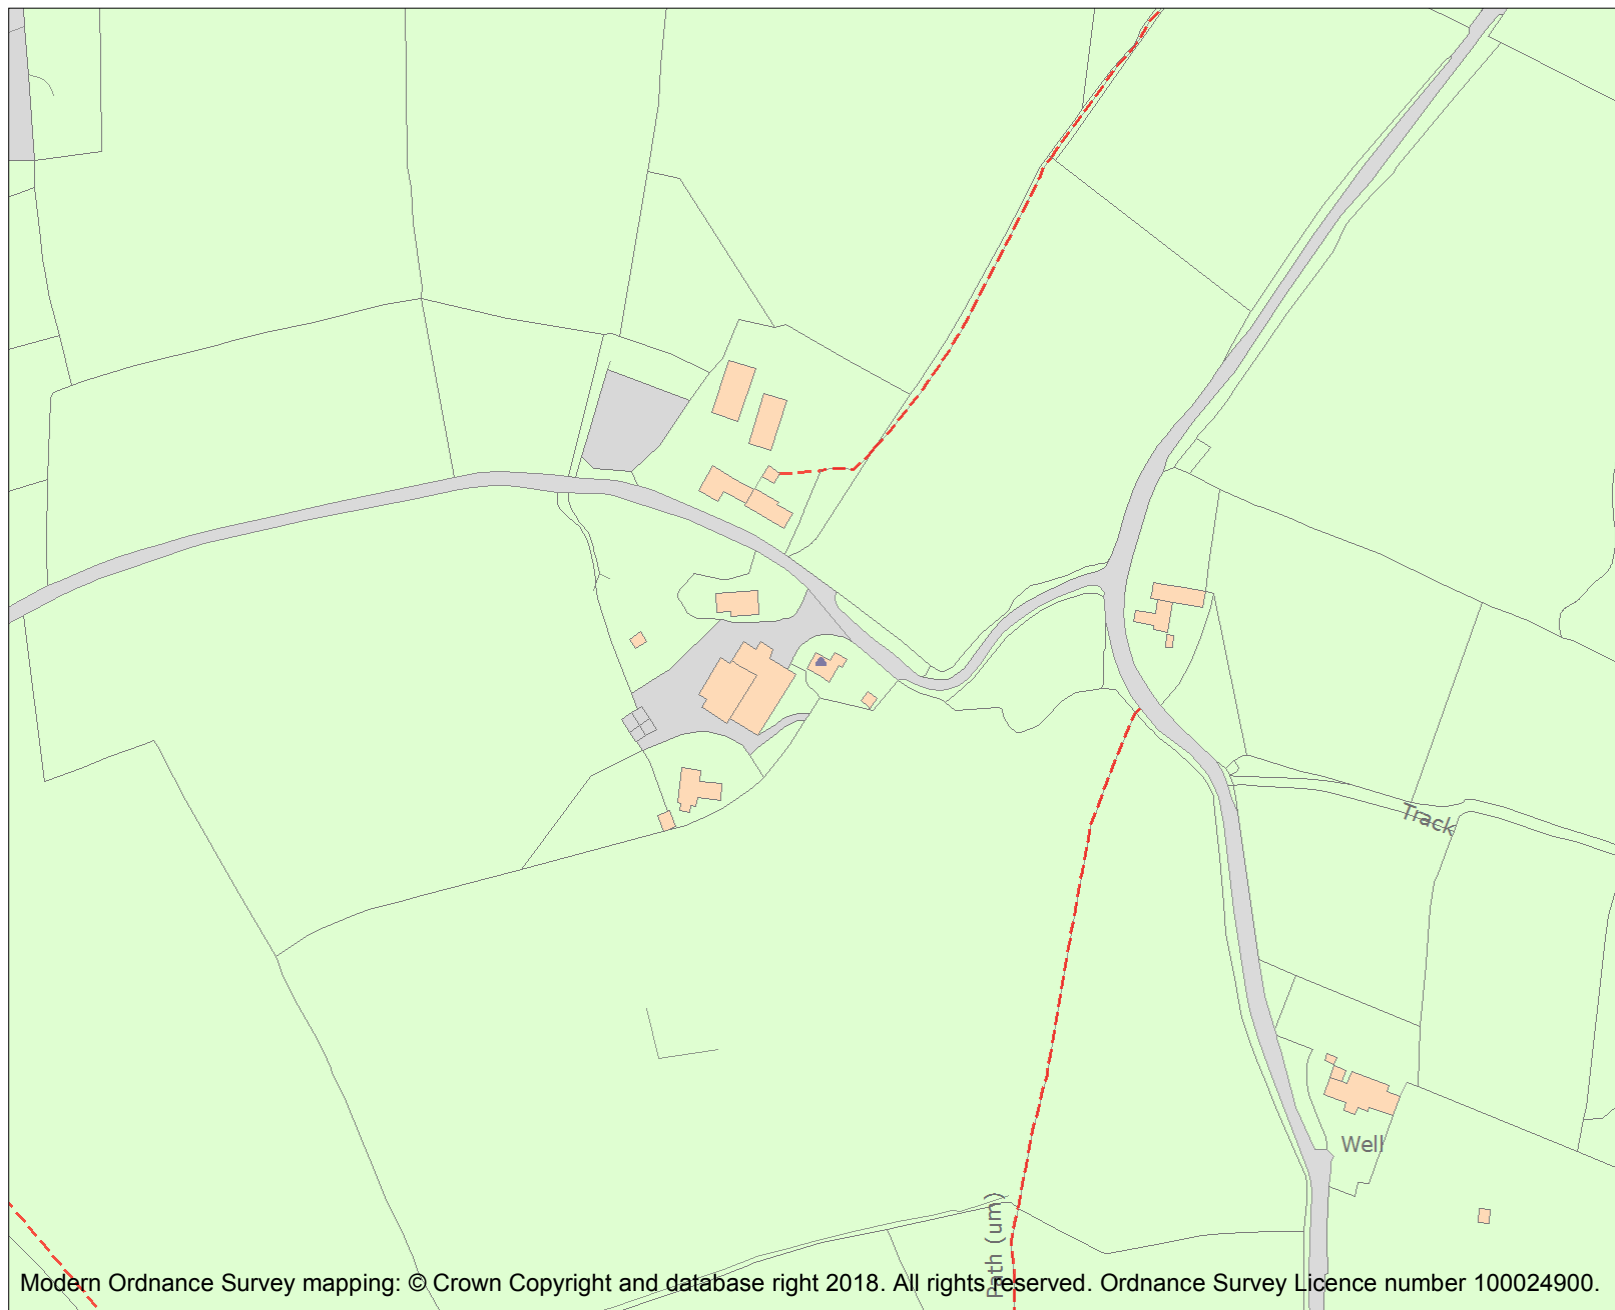 Track
Well
Path (um)
Modern Ordnance Survey mapping: © Crown Copyright and database right 2018. All rights reserved. Ordnance Survey Licence number 100024900.